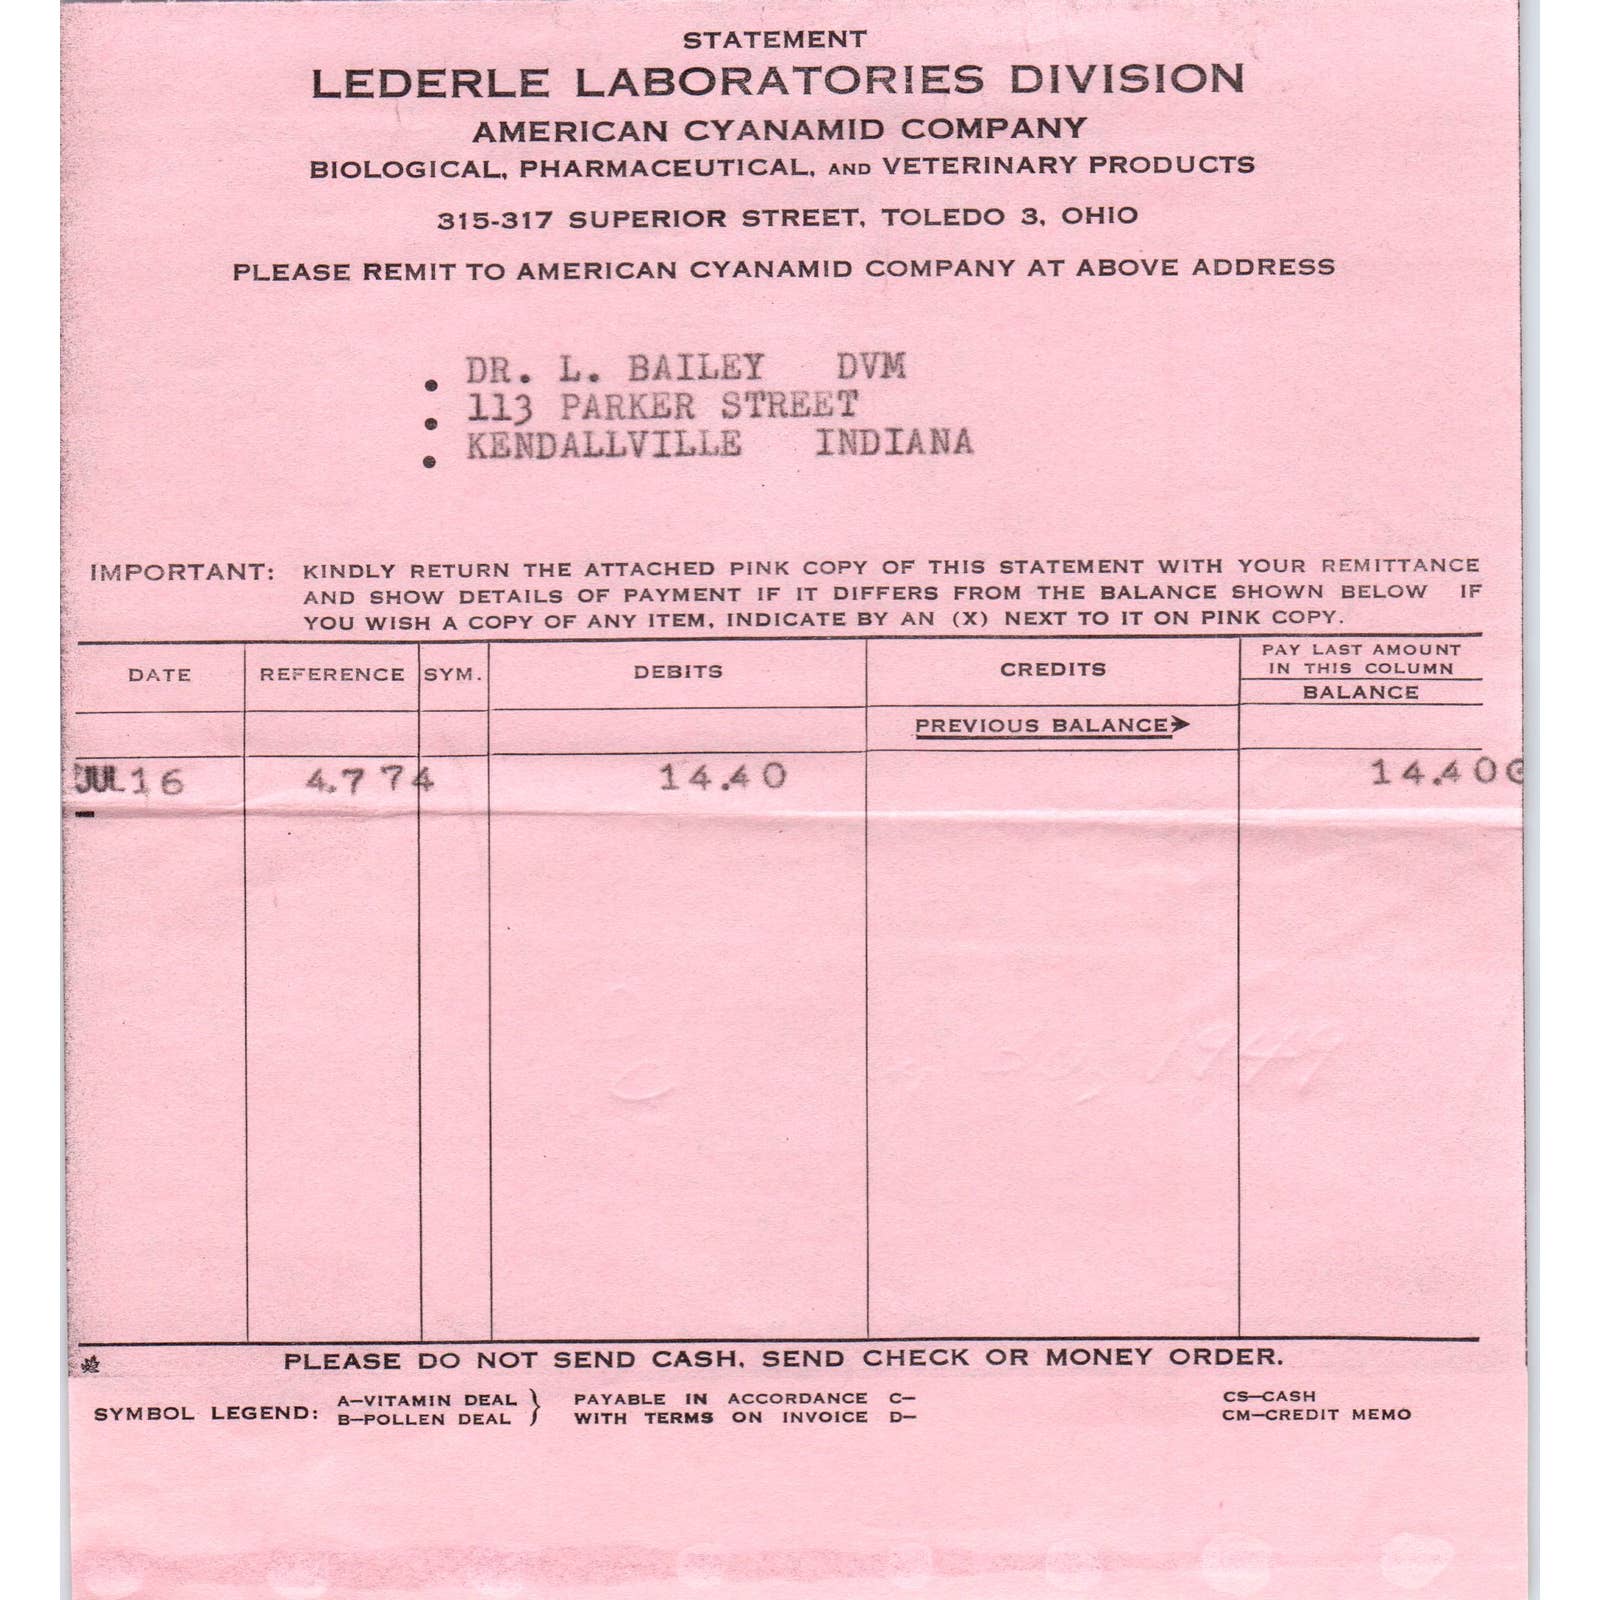 STATEMENT
LEDERLE LABORATORIES DIVISION
AMERICAN CYANAMID COMPANY
BIOLOGICAL, PHARMACEUTICAL, AND VETERINARY PRODUCTS
315-317 SUPERIOR STREET, TOLEDO 3, OHIO
PLEASE REMIT TO AMERICAN CYANAMID COMPANY AT ABOVE ADDRESS
DR. L. BAILEY DVM
113 PARKER STREET
KENDALLVILLE INDIANA
IMPORTANT: KINDLY RETURN THE ATTACHED PINK COPY OF THIS STATEMENT WITH YOUR REMITTANCE
AND SHOW DETAILS OF PAYMENT IF IT DIFFERS FROM THE BALANCE SHOWN BELOW IF
YOU WISH A COPY OF ANY ITEM, INDICATE BY AN (X) NEXT TO IT ON PINK COPY.
DATE REFERENCE SYM. DEBITS CREDITS PAY LAST AMOUNT
IN THIS COLUMN
BALANCE
PREVIOUS BALANCE
JUL 16 4.774 14.40 14.40
PLEASE DO NOT SEND CASH, SEND CHECK OR MONEY ORDER.
SYMBOL LEGEND: A—VITAMIN DEAL } PAYABLE IN ACCORDANCE C— CS—CASH
B—POLLEN DEAL } WITH TERMS ON INVOICE D— CM—CREDIT MEMO
1949